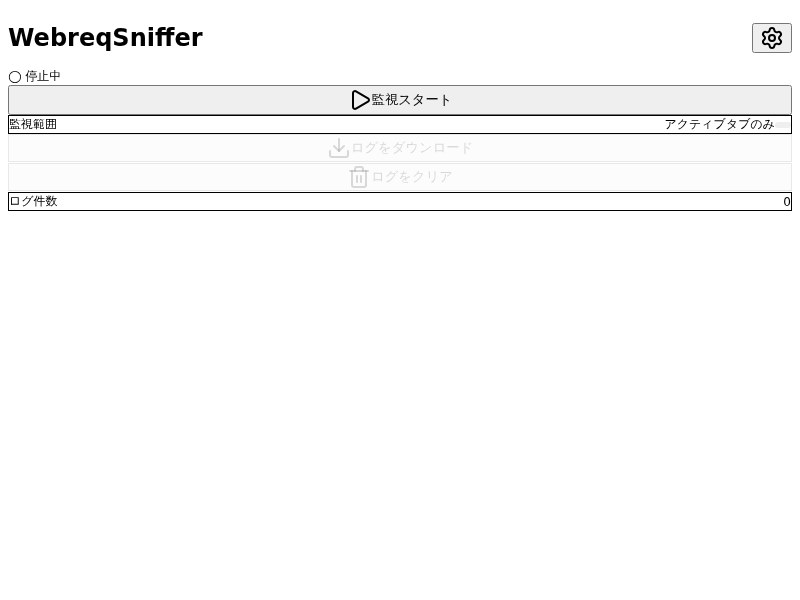 WebreqSniffer
停止中
監視スタート
監視範囲 アクティブタブのみ
ログをダウンロード
ログをクリア
ログ件数 0